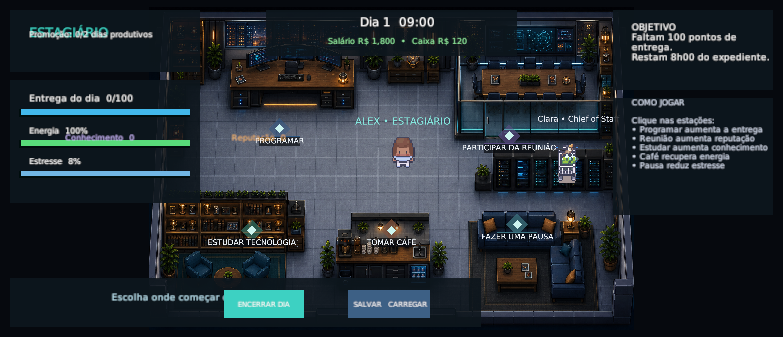 ESTAGIÁRIO
Promoção: 0/2 dias produtivos
Dia 1 09:00
Salário R$ 1,800 • Caixa R$ 120
OBJETIVO
Faltam 100 pontos de
entrega.
Restam 8h00 do expediente.
Entrega do dia 0/100
Energia 100%
Conhecimento 0
Estresse 8%
COMO JOGAR
Clique nas estações:
• Programar aumenta a entrega
• Reunião aumenta reputação
• Estudar aumenta conhecimento
• Café recupera energia
• Pausa reduz estresse
ALEX • ESTAGIÁRIO
Clara • Chief of Sta
PROGRAMAR
PARTICIPAR DA REUNIÃO
ESTUDAR TECNOLOGIA
TOMAR CAFÉ
FAZER UMA PAUSA
Escolha onde começar
ENCERRAR DIA
SALVAR
CARREGAR